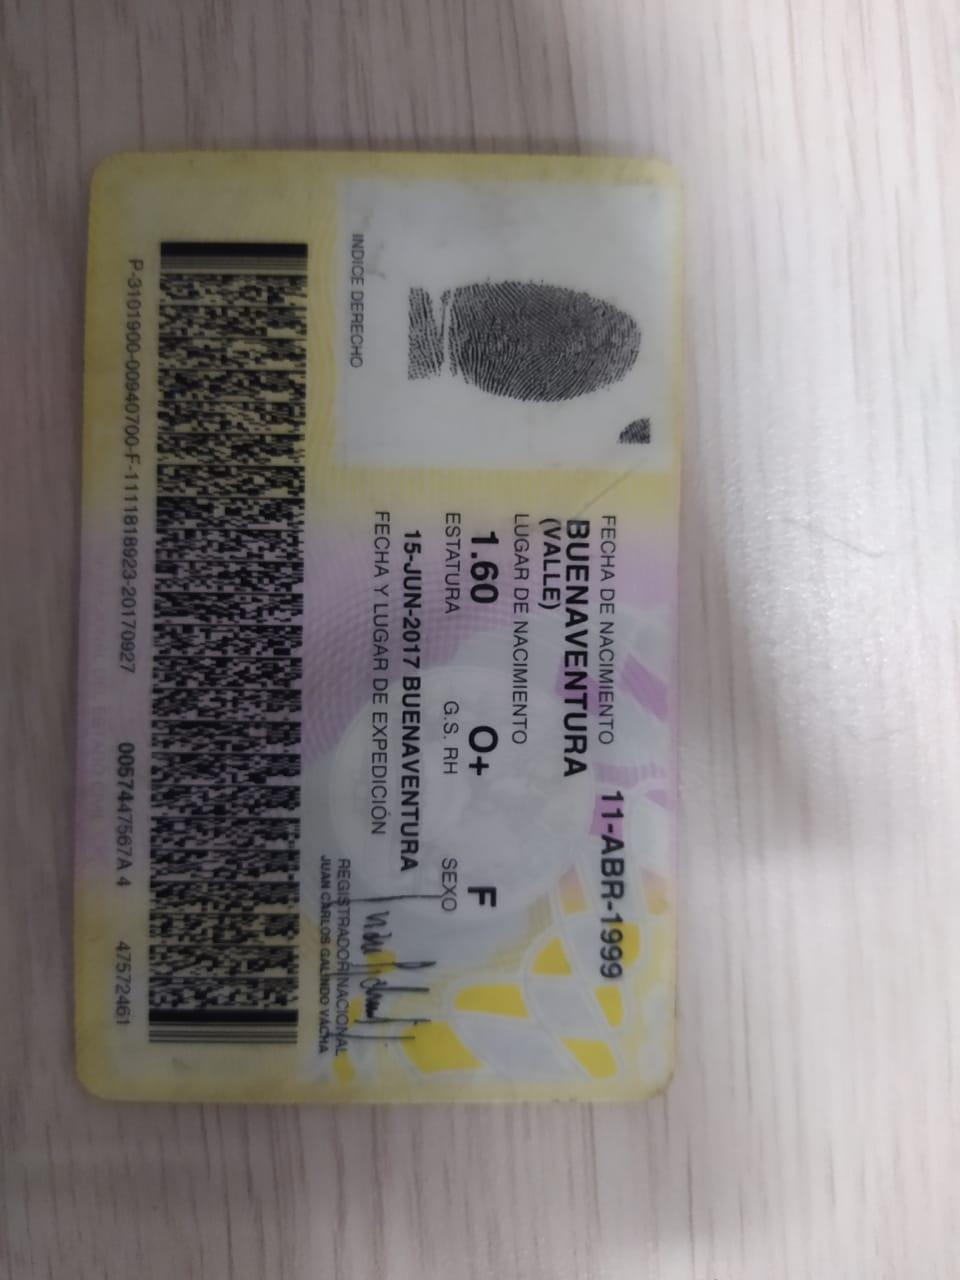 FECHA DE NACIMIENTO 11-ABR-1999
BUENAVENTURA
(VALLE)
LUGAR DE NACIMIENTO
1.60 O+ F
ESTATURA G.S. RH SEXO
15-JUN-2017 BUENAVENTURA
FECHA Y LUGAR DE EXPEDICIÓN
INDICE DERECHO
REGISTRADOR NACIONAL
JUAN CARLOS GALINDO VACHA
P-3101900-00940700-F-1111818923-20170927 0057447567A 4 47572461